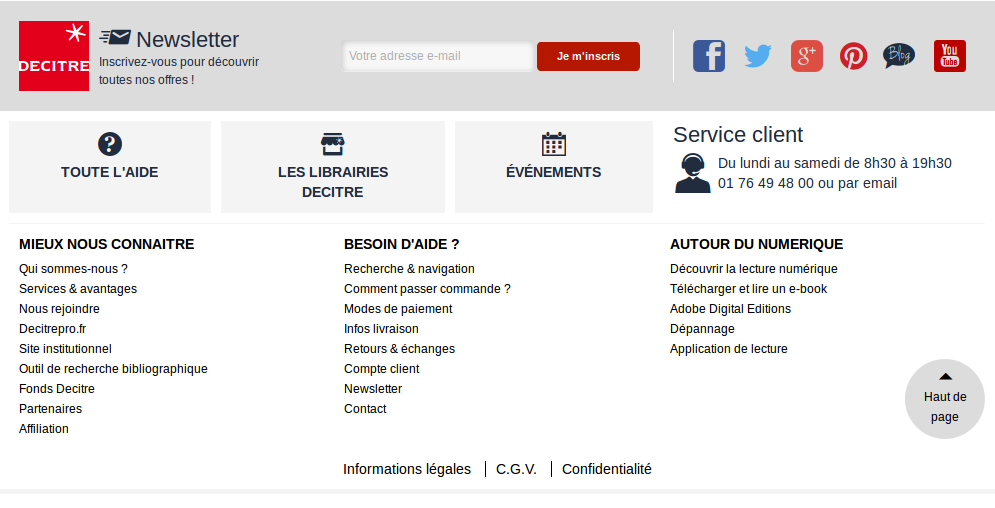 DECITRE
Newsletter
Inscrivez-vous pour découvrir
toutes nos offres !
Votre adresse e-mail
Je m'inscris
f
g+
Blog
You
Tube
?
TOUTE L'AIDE
LES LIBRAIRIES
DECITRE
ÉVÉNEMENTS
Service client
Du lundi au samedi de 8h30 à 19h30
01 76 49 48 00 ou par email
MIEUX NOUS CONNAITRE
Qui sommes-nous ?
Services & avantages
Nous rejoindre
Decitrepro.fr
Site institutionnel
Outil de recherche bibliographique
Fonds Decitre
Partenaires
Affiliation
BESOIN D'AIDE ?
Recherche & navigation
Comment passer commande ?
Modes de paiement
Infos livraison
Retours & échanges
Compte client
Newsletter
Contact
AUTOUR DU NUMERIQUE
Découvrir la lecture numérique
Télécharger et lire un e-book
Adobe Digital Editions
Dépannage
Application de lecture
Haut de
page
Informations légales | C.G.V. | Confidentialité